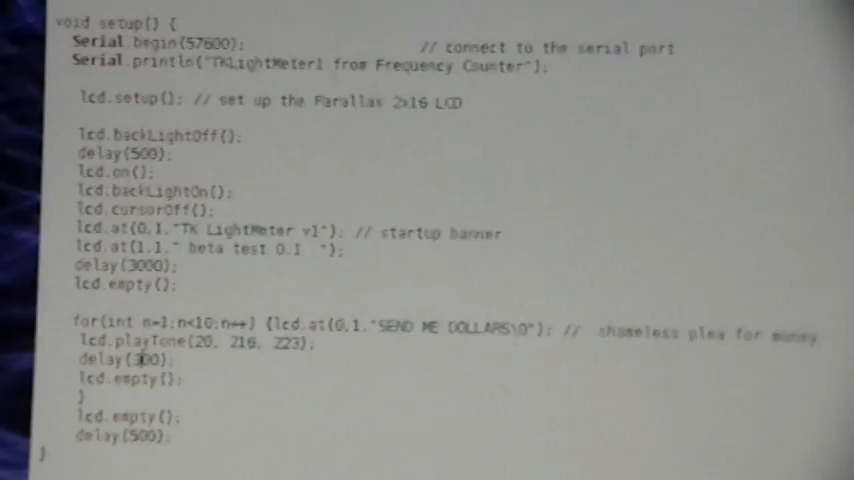 void setup() {
Serial.begin(57600); // connect to the serial port
Serial.println("TKLightMeter1 from Frequency Counter");
lcd.setup(); // set up the Parallax 2x16 LCD
lcd.backLightOff();
delay(500);
lcd.on();
lcd.backLightOn();
lcd.cursorOff();
lcd.at(0,1,"TK LightMeter v1"); // startup banner
lcd.at(1,1," beta test 0.1  ");
delay(3000);
lcd.empty();
for(int n=1;n<10;n++) {lcd.at(0,1,"SEND ME DOLLARS\0"); // shameless plea for money
lcd.playTone(20, 216, 223);
delay(300);
lcd.empty();
}
lcd.empty();
delay(500);
}